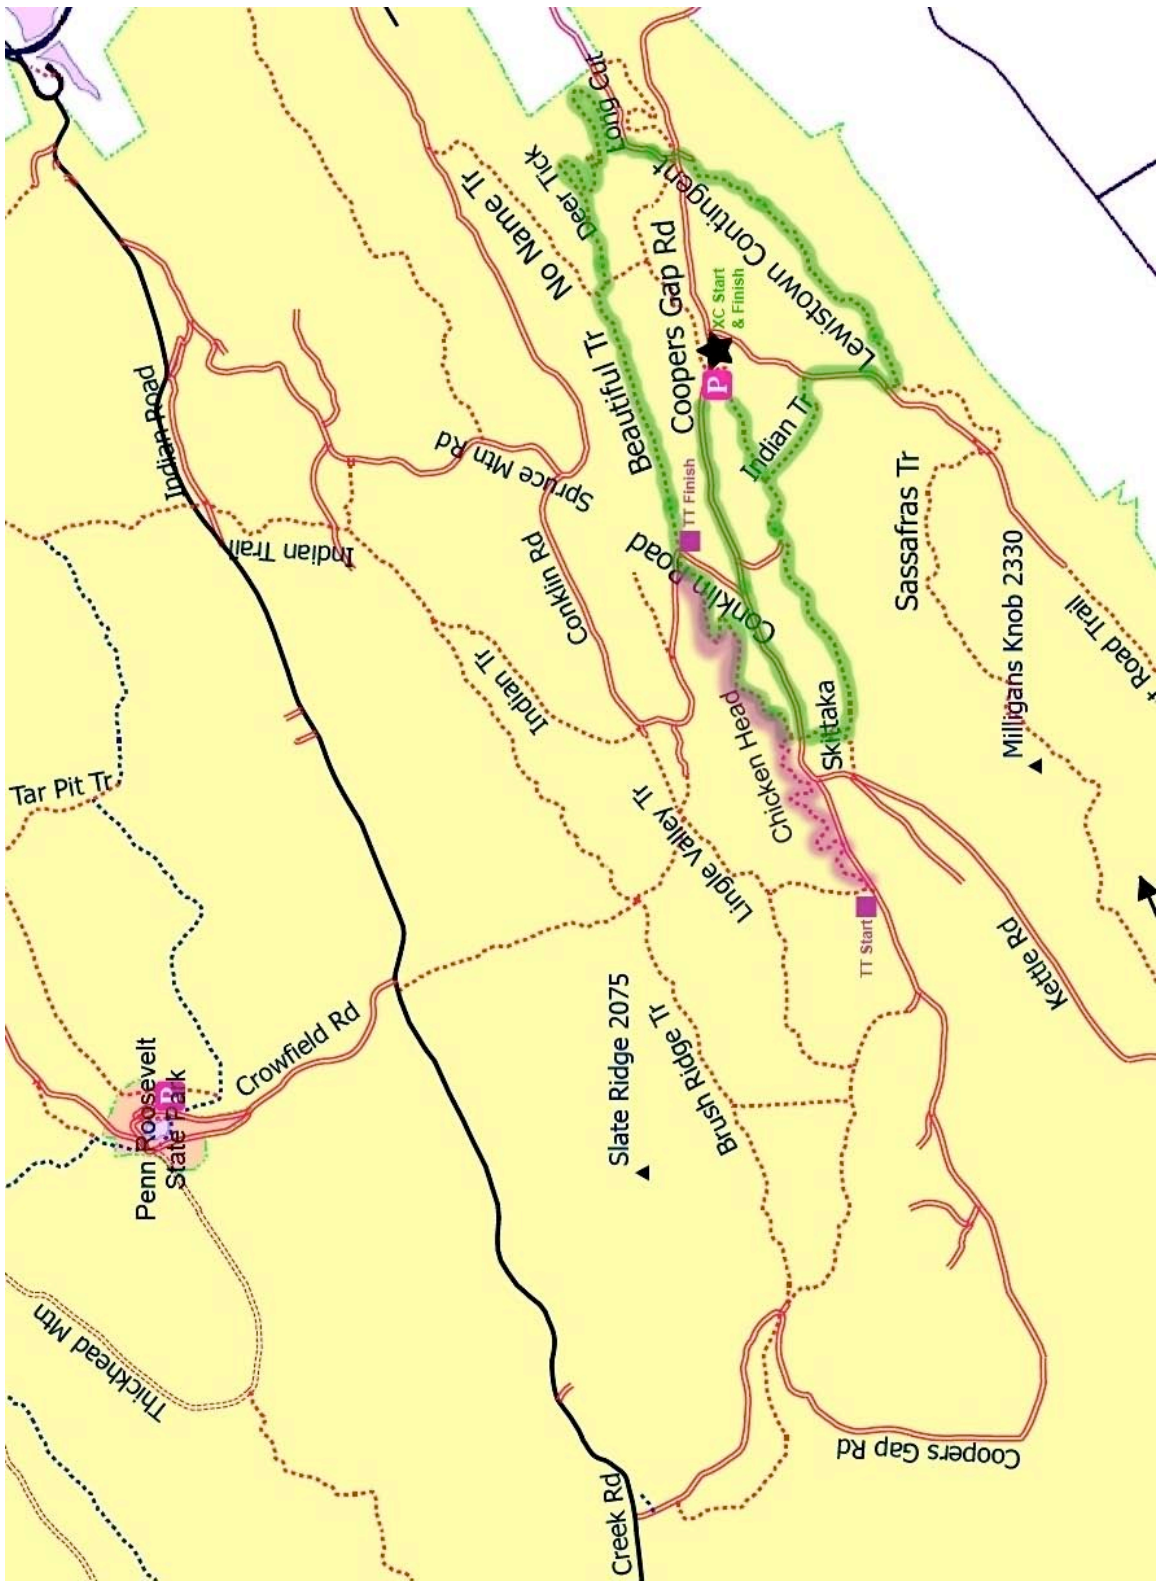 Long Cut
Deer Tick
No Name Tr
Lewistown Contingent
Coopers Gap Rd
XC Start
& Finish
P
Beautiful Tr
Indian Road
Spruce Mtn Rd
Indian Tr
TT Finish
Sassafras Tr
Indian Trail
Conklin Rd
Conklin Road
Conklin
Milligans Knob 2330
t Road Trail
Indian Tr
Chicken Head
Skittaka
Tar Pit Tr
Lingle Valley Tr
TT Start
Kettle Rd
Slate Ridge 2075
Brush Ridge Tr
Crowfield Rd
Penn Roosevelt
State Park
P
Thickhead Mtn
Coopers Gap Rd
Creek Rd